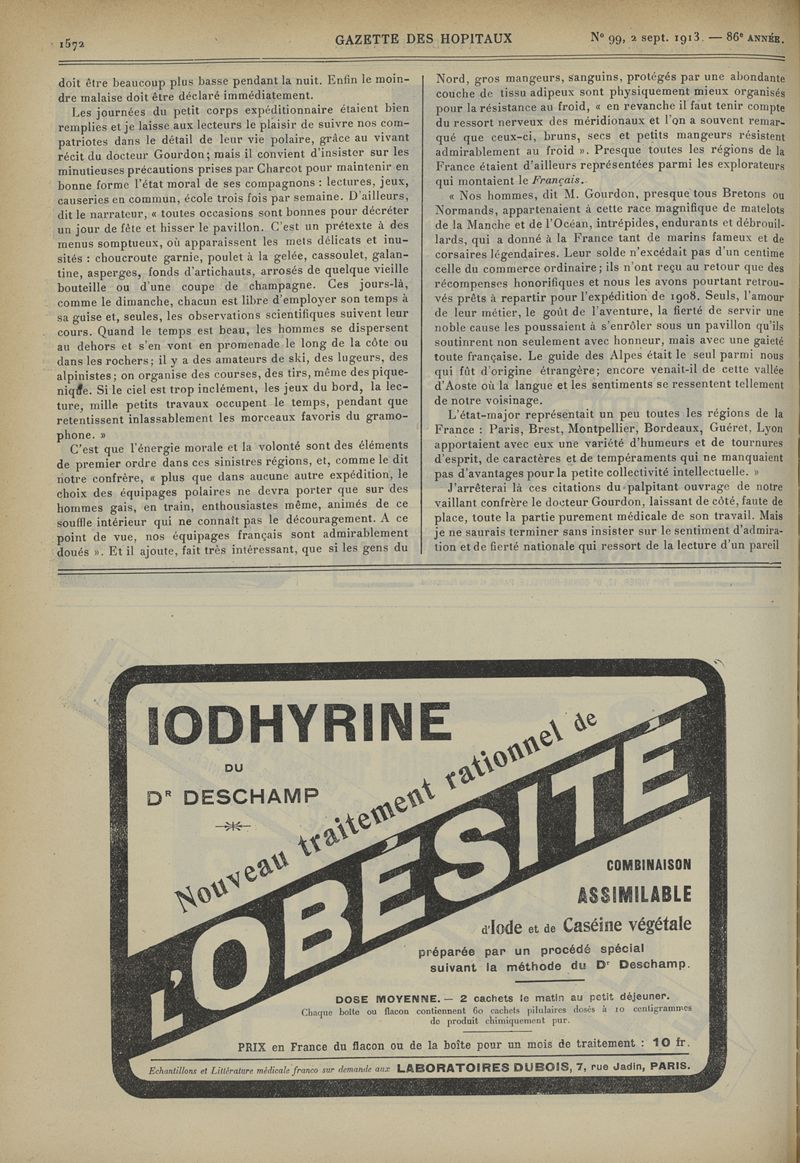 1572
GAZETTE DES HOPITAUX
N° 99, 2 sept. 1913. — 86e ANNÉE.
doit être beaucoup plus basse pendant la nuit. Enfin le moin-
dre malaise doit être déclaré immédiatement.
Les journées du petit corps expéditionnaire étaient bien
remplies et je laisse aux lecteurs le plaisir de suivre nos com-
patriotes dans le détail de leur vie polaire, grâce au vivant
récit du docteur Gourdon; mais il convient d'insister sur les
minutieuses précautions prises par Charcot pour maintenir en
bonne forme l'état moral de ses compagnons : lectures, jeux,
causeries en commun, école trois fois par semaine. D'ailleurs,
dit le narrateur, « toutes occasions sont bonnes pour décréter
un jour de fête et hisser le pavillon. C'est un prétexte à des
menus somptueux, où apparaissent les mets délicats et inu-
sités : choucroute garnie, poulet à la gelée, cassoulet, galan-
tine, asperges, fonds d'artichauts, arrosés de quelque vieille
bouteille ou d'une coupe de champagne. Ces jours-là,
comme le dimanche, chacun est libre d'employer son temps à
sa guise et, seules, les observations scientifiques suivent leur
cours. Quand le temps est beau, les hommes se dispersent
au dehors et s'en vont en promenade le long de la côte ou
dans les rochers; il y a des amateurs de ski, des lugeurs, des
alpinistes; on organise des courses, des tirs, même des pique-
nique. Si le ciel est trop inclément, les jeux du bord, la lec-
ture, mille petits travaux occupent le temps, pendant que
retentissent inlassablement les morceaux favoris du gramo-
phone. »
C'est que l'énergie morale et la volonté sont des éléments
de premier ordre dans ces sinistres régions, et, comme le dit
notre confrère, « plus que dans aucune autre expédition, le
choix des équipages polaires ne devra porter que sur des
hommes gais, en train, enthousiastes même, animés de ce
souffle intérieur qui ne connaît pas le découragement. A ce
point de vue, nos équipages français sont admirablement
doués ». Et il ajoute, fait très intéressant, que si les gens du
Nord, gros mangeurs, sanguins, protégés par une abondante
couche de tissu adipeux sont physiquement mieux organisés
pour la résistance au froid, « en revanche il faut tenir compte
du ressort nerveux des méridionaux et l'on a souvent remar-
qué que ceux-ci, bruns, secs et petits mangeurs résistent
admirablement au froid ». Presque toutes les régions de la
France étaient d'ailleurs représentées parmi les explorateurs
qui montaient le Français.
« Nos hommes, dit M. Gourdon, presque tous Bretons ou
Normands, appartenaient à cette race magnifique de matelots
de la Manche et de l'Océan, intrépides, endurants et débrouil-
lards, qui a donné à la France tant de marins fameux et de
corsaires légendaires. Leur solde n'excédait pas d'un centime
celle du commerce ordinaire; ils n'ont reçu au retour que des
récompenses honorifiques et nous les avons pourtant retrou-
vés prêts à repartir pour l'expédition de 1908. Seuls, l'amour
de leur métier, le goût de l'aventure, la fierté de servir une
noble cause les poussaient à s'enrôler sous un pavillon qu'ils
soutinrent non seulement avec honneur, mais avec une gaieté
toute française. Le guide des Alpes était le seul parmi nous
qui fût d'origine étrangère; encore venait-il de cette vallée
d'Aoste où la langue et les sentiments se ressentent tellement
de notre voisinage.
L'état-major représentait un peu toutes les régions de la
France : Paris, Brest, Montpellier, Bordeaux, Guéret, Lyon
apportaient avec eux une variété d'humeurs et de tournures
d'esprit, de caractères et de tempéraments qui ne manquaient
pas d'avantages pour la petite collectivité intellectuelle. »
J'arrêterai là ces citations du palpitant ouvrage de notre
vaillant confrère le docteur Gourdon, laissant de côté, faute de
place, toute la partie purement médicale de son travail. Mais
je ne saurais terminer sans insister sur le sentiment d'admira-
tion et de fierté nationale qui ressort de la lecture d'un pareil
IODHYRINE
DU
DR DESCHAMP
Nouveau traitement rationnel de
L'OBÉSITÉ
COMBINAISON
ASSIMILABLE
d'Iode et de Caséine végétale
préparée par un procédé spécial
suivant la méthode du Dr Deschamp.
DOSE MOYENNE. — 2 cachets le matin au petit déjeuner.
Chaque boîte ou flacon contiennent 60 cachets pilulaires dosés à 10 centigrammes
de produit chimiquement pur.
PRIX en France du flacon ou de la boîte pour un mois de traitement : 10 fr.
Echantillons et Littérature médicale franco sur demande aux LABORATOIRES DUBOIS, 7, rue Jadin, PARIS.